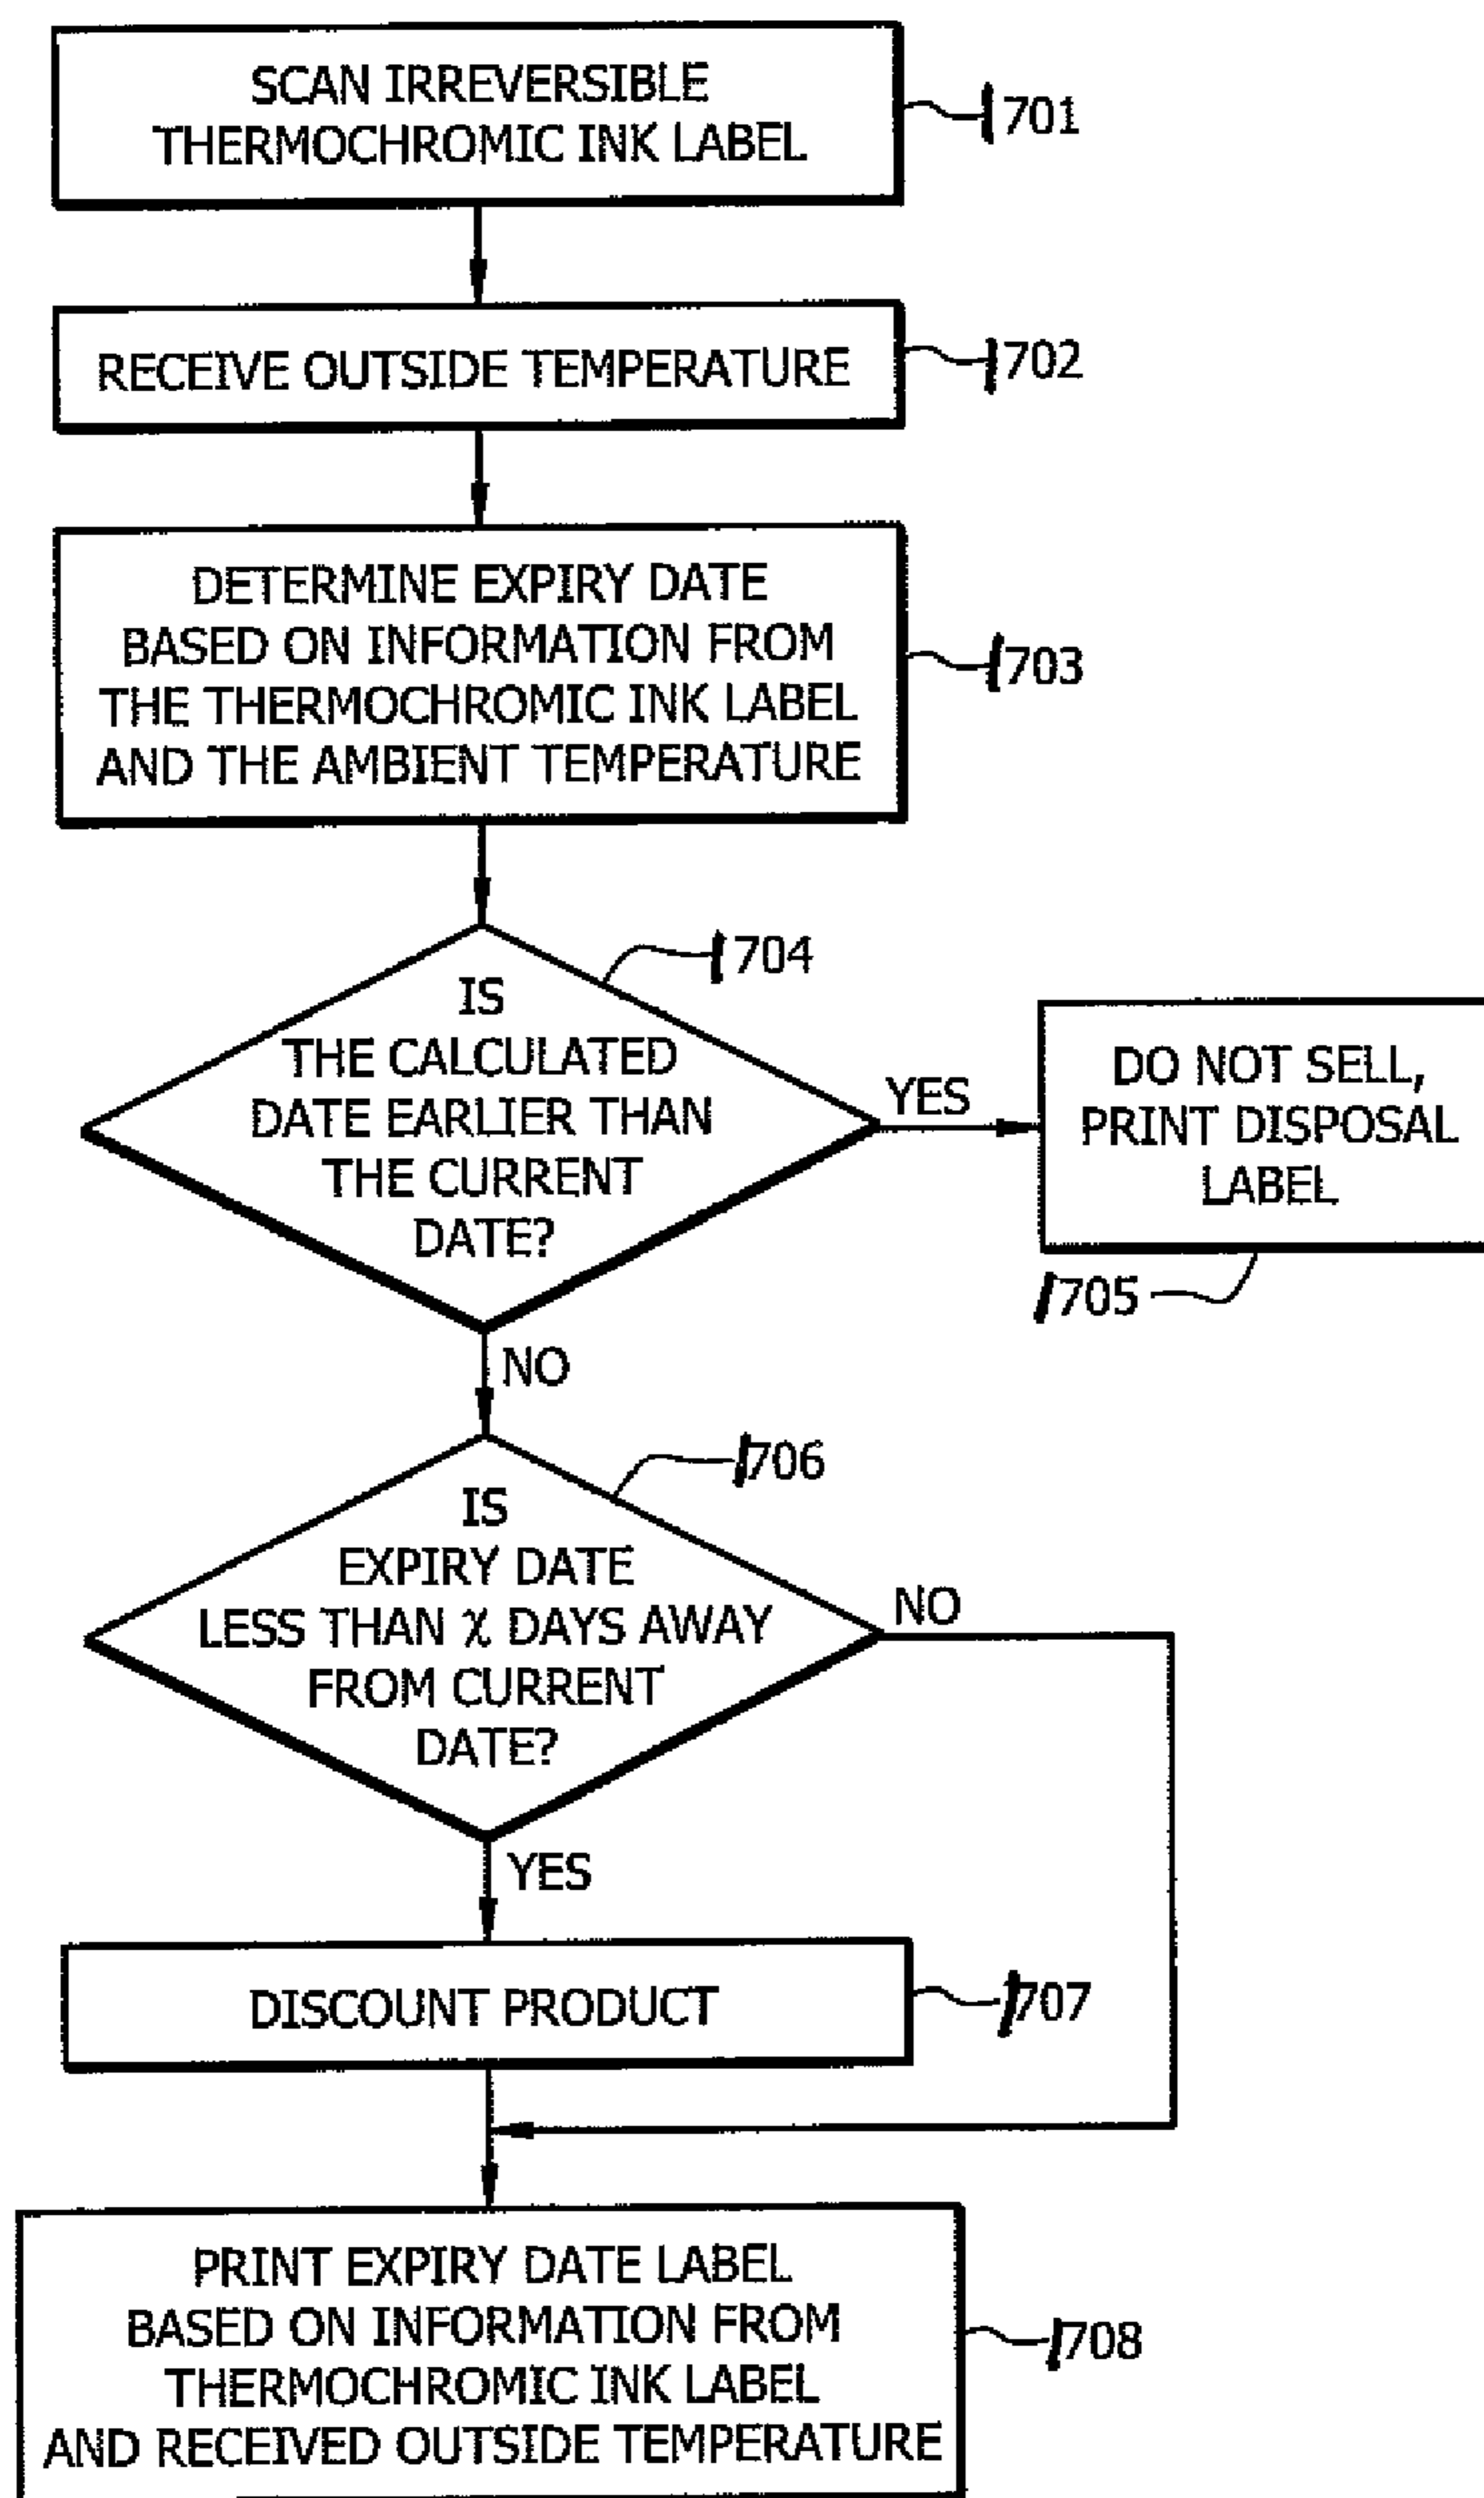 SCAN IRREVERSIBLE
THERMOCHROMIC INK LABEL
701
RECEIVE OUTSIDE TEMPERATURE
702
DETERMINE EXPIRY DATE
BASED ON INFORMATION FROM
THE THERMOCHROMIC INK LABEL
AND THE AMBIENT TEMPERATURE
703
704
IS
THE CALCULATED
DATE EARLIER THAN
THE CURRENT
DATE?
YES
DO NOT SELL,
PRINT DISPOSAL
LABEL
705
NO
706
IS
EXPIRY DATE
LESS THAN χ DAYS AWAY
FROM CURRENT
DATE?
NO
YES
DISCOUNT PRODUCT
707
PRINT EXPIRY DATE LABEL
BASED ON INFORMATION FROM
THERMOCHROMIC INK LABEL
AND RECEIVED OUTSIDE TEMPERATURE
708